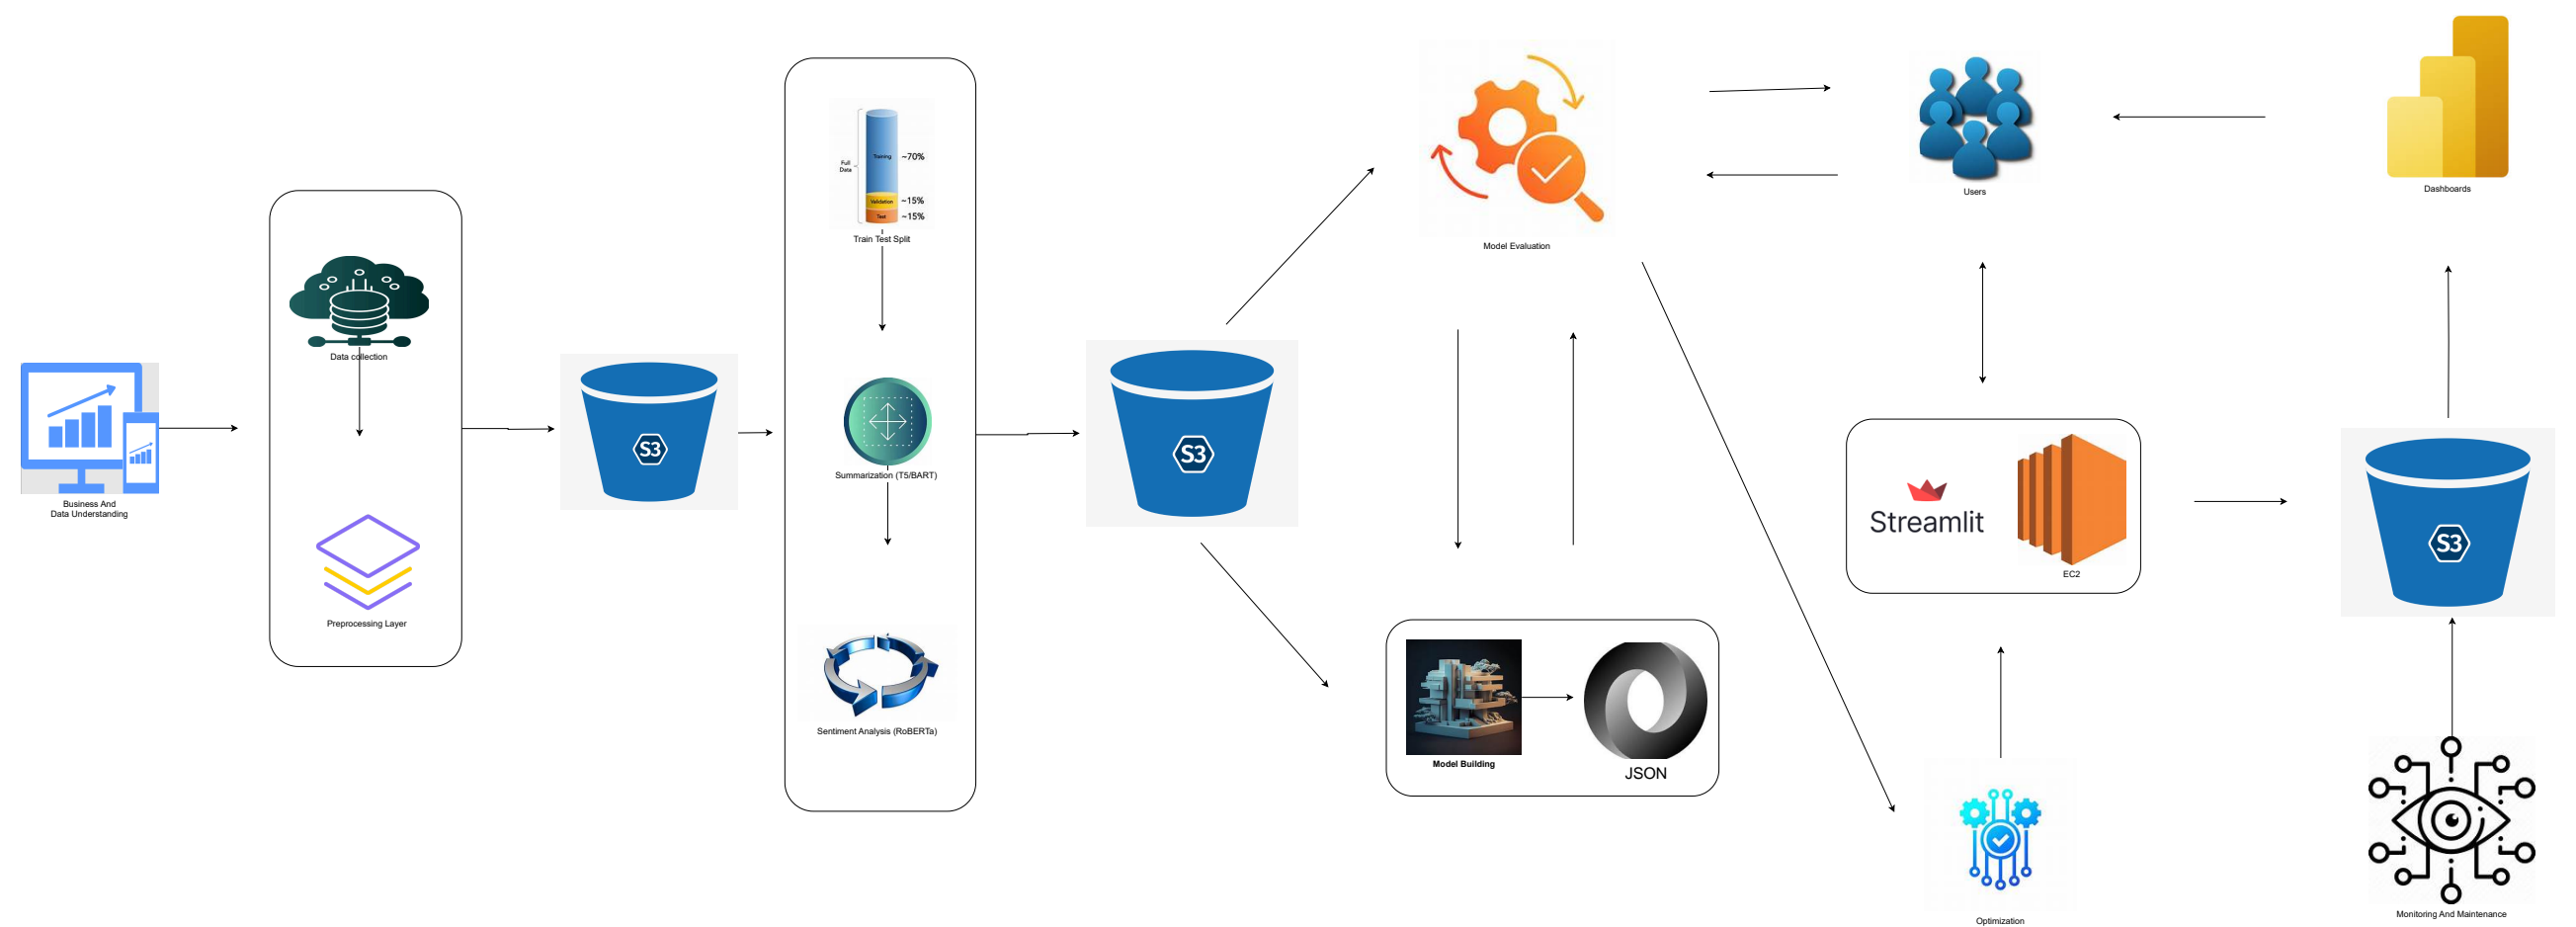 Business And
Data Understanding
Data collection
Preprocessing Layer
S3
Full
Data
Training
~70%
Validation
~15%
Test
~15%
Train Test Split
Summarization (T5/BART)
Sentiment Analysis (RoBERTa)
S3
Model Evaluation
Model Building
JSON
Users
Streamlit
EC2
Optimization
Dashboards
S3
Monitoring And Maintenance